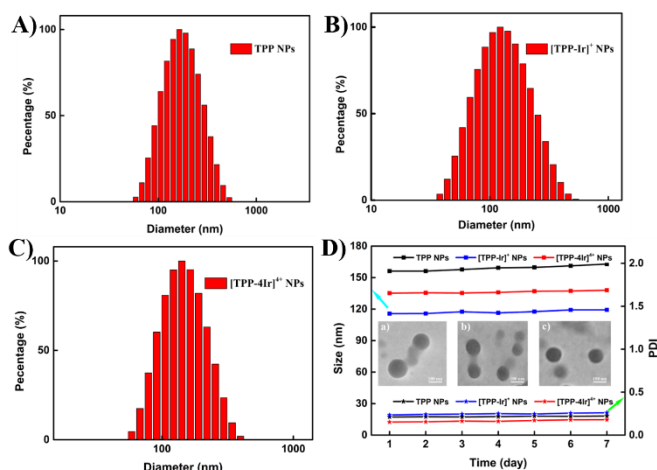 A)
TPP NPs
100
50
0
Pecentage (%)
10
100
1000
Diameter (nm)
B)
[TPP-Ir]⁺ NPs
100
50
0
Pecentage (%)
10
100
1000
Diameter (nm)
C)
[TPP-4Ir]⁴⁺ NPs
100
50
0
Pecentage (%)
10
100
1000
Diameter (nm)
D)
TPP NPs [TPP-Ir]⁺ NPs [TPP-4Ir]⁴⁺ NPs
180
150
120
90
60
30
0
Size (nm)
2.0
1.5
1.0
0.5
0.0
PDI
a)
b)
c)
TPP NPs [TPP-Ir]⁺ NPs [TPP-4Ir]⁴⁺ NPs
1 2 3 4 5 6 7
Time (day)